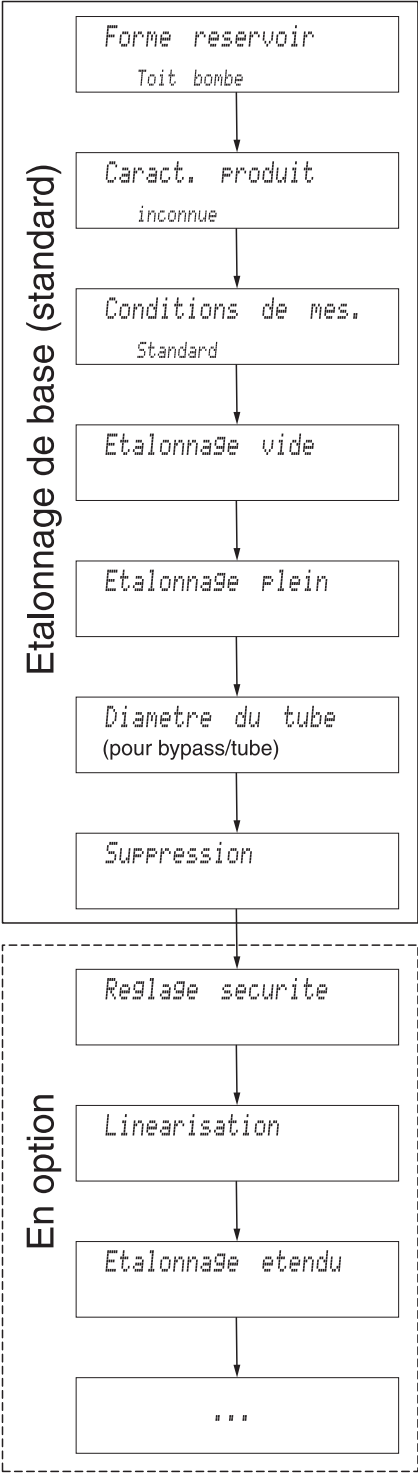 Etalonnage de base (standard)
Forme reservoir
Toit bombe
Caract. produit
inconnue
Conditions de mes.
Standard
Etalonnage vide
Etalonnage plein
Diametre du tube
(pour bypass/tube)
Suppression
En option
Reglage securite
Linearisation
Etalonnage etendu
...